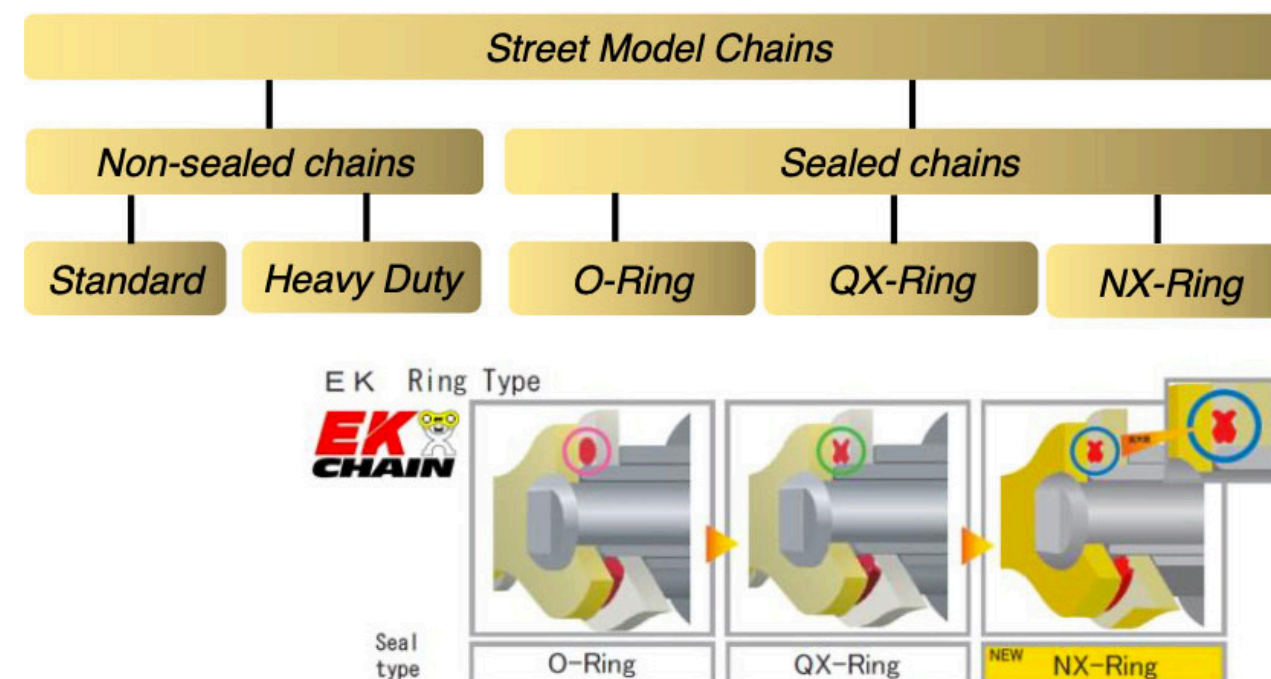 Street Model Chains
Non-sealed chains
Sealed chains
Standard
Heavy Duty
O-Ring
QX-Ring
NX-Ring
EK Ring Type
EK
CHAIN
Seal
type
O-Ring
QX-Ring
NEW
NX-Ring